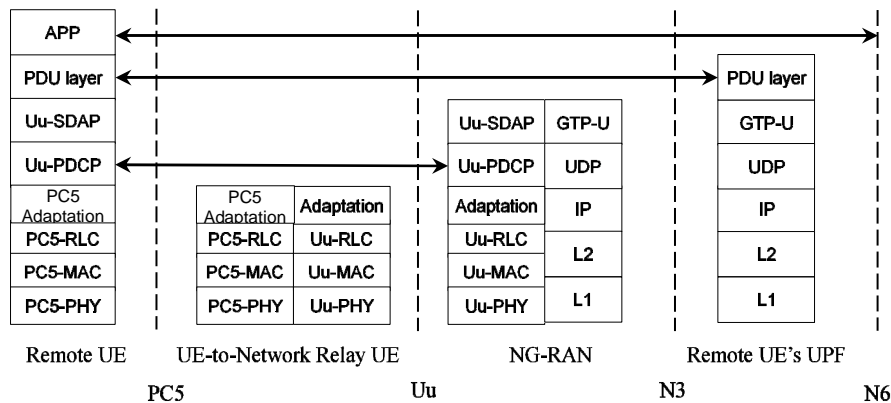 APP
PDU layer
Uu-SDAP
Uu-PDCP
PC5
Adaptation
PC5-RLC
PC5-MAC
PC5-PHY
PC5
Adaptation
PC5-RLC
PC5-MAC
PC5-PHY
Adaptation
Uu-RLC
Uu-MAC
Uu-PHY
Uu-SDAP
Uu-PDCP
Adaptation
Uu-RLC
Uu-MAC
Uu-PHY
GTP-U
UDP
IP
L2
L1
PDU layer
GTP-U
UDP
IP
L2
L1
Remote UE
UE-to-Network Relay UE
NG-RAN
Remote UE's UPF
PC5
Uu
N3
N6